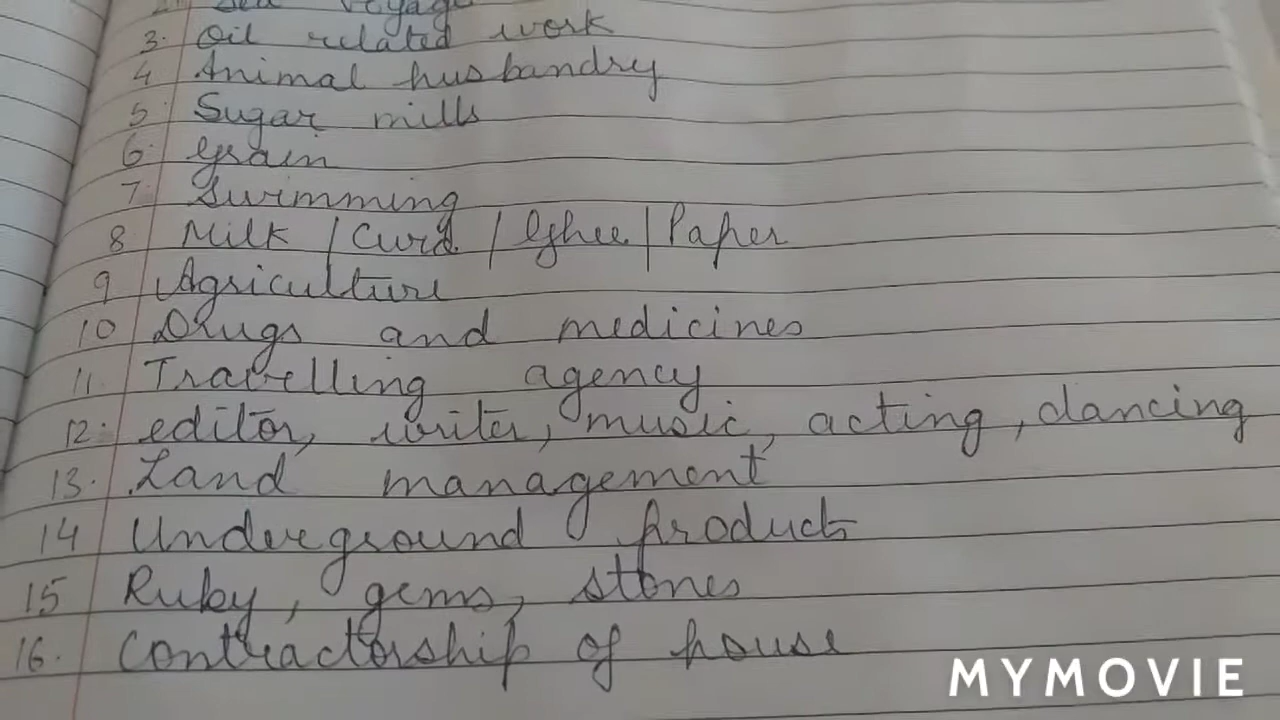 voyage
3. Oil related work
4 Animal husbandry
5 Sugar mills
6. Grain
7 Swimming
8 Milk / Curd / Ghee / Paper
9 Agriculture
10 Drugs and medicines
11. Travelling agency
12. editor, writer, music, acting, dancing
13. Land management
14 Underground products
15 Ruby, gems, stones
16. Contractorship of house
MYMOVIE